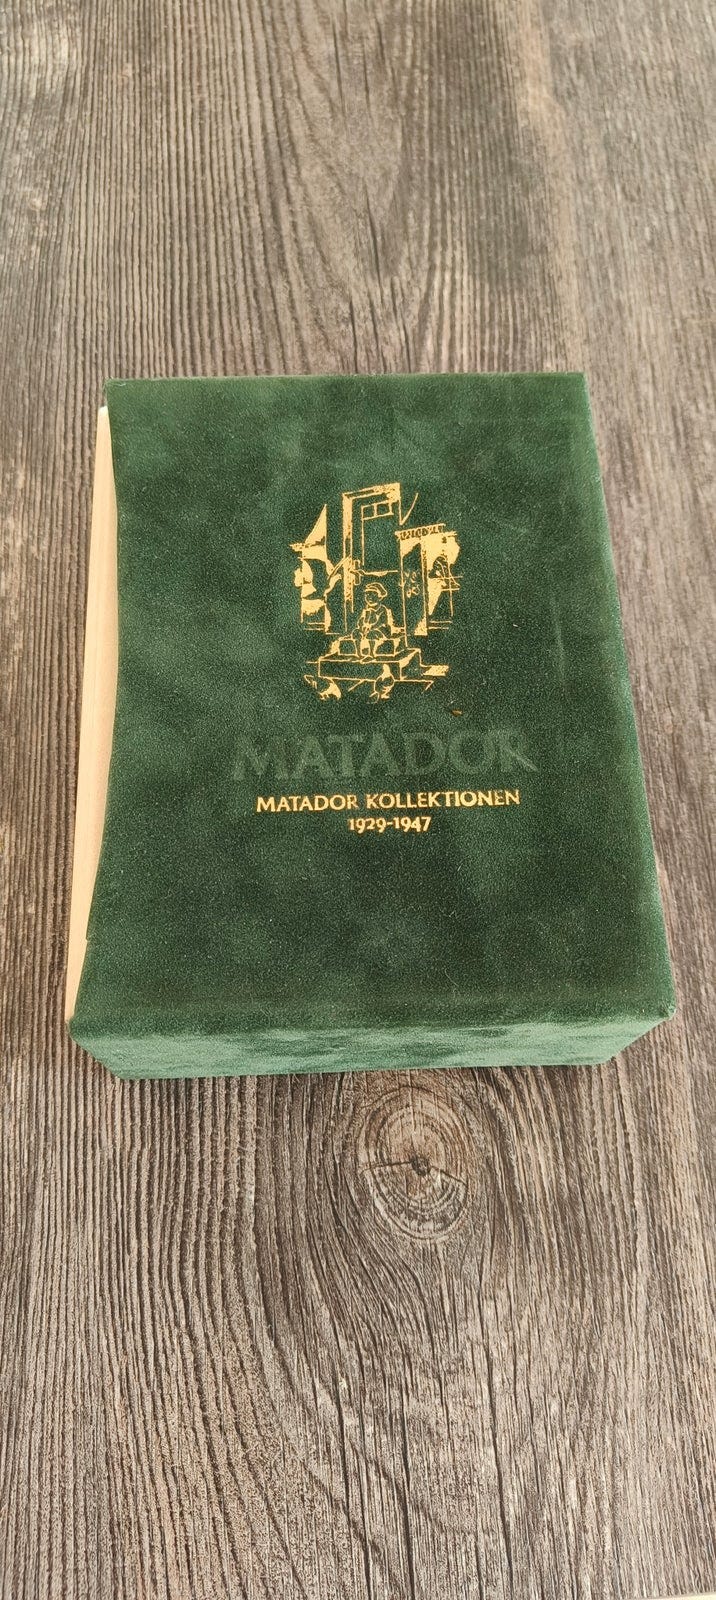 MATADOR
MATADOR KOLLEKTIONEN
1929-1947